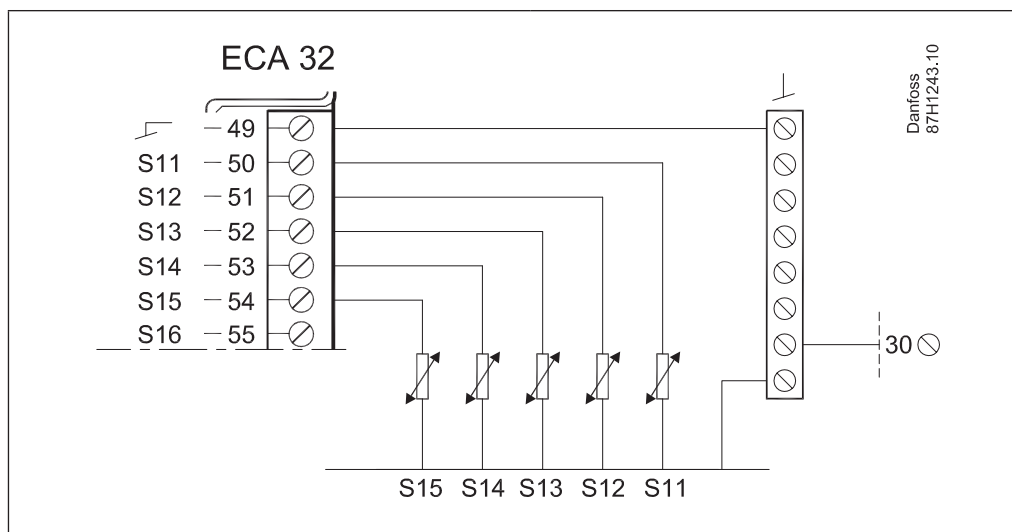 ECA 32
49
S11 50
S12 51
S13 52
S14 53
S15 54
S16 55
Danfoss
87H1243.10
30
S15 S14 S13 S12 S11